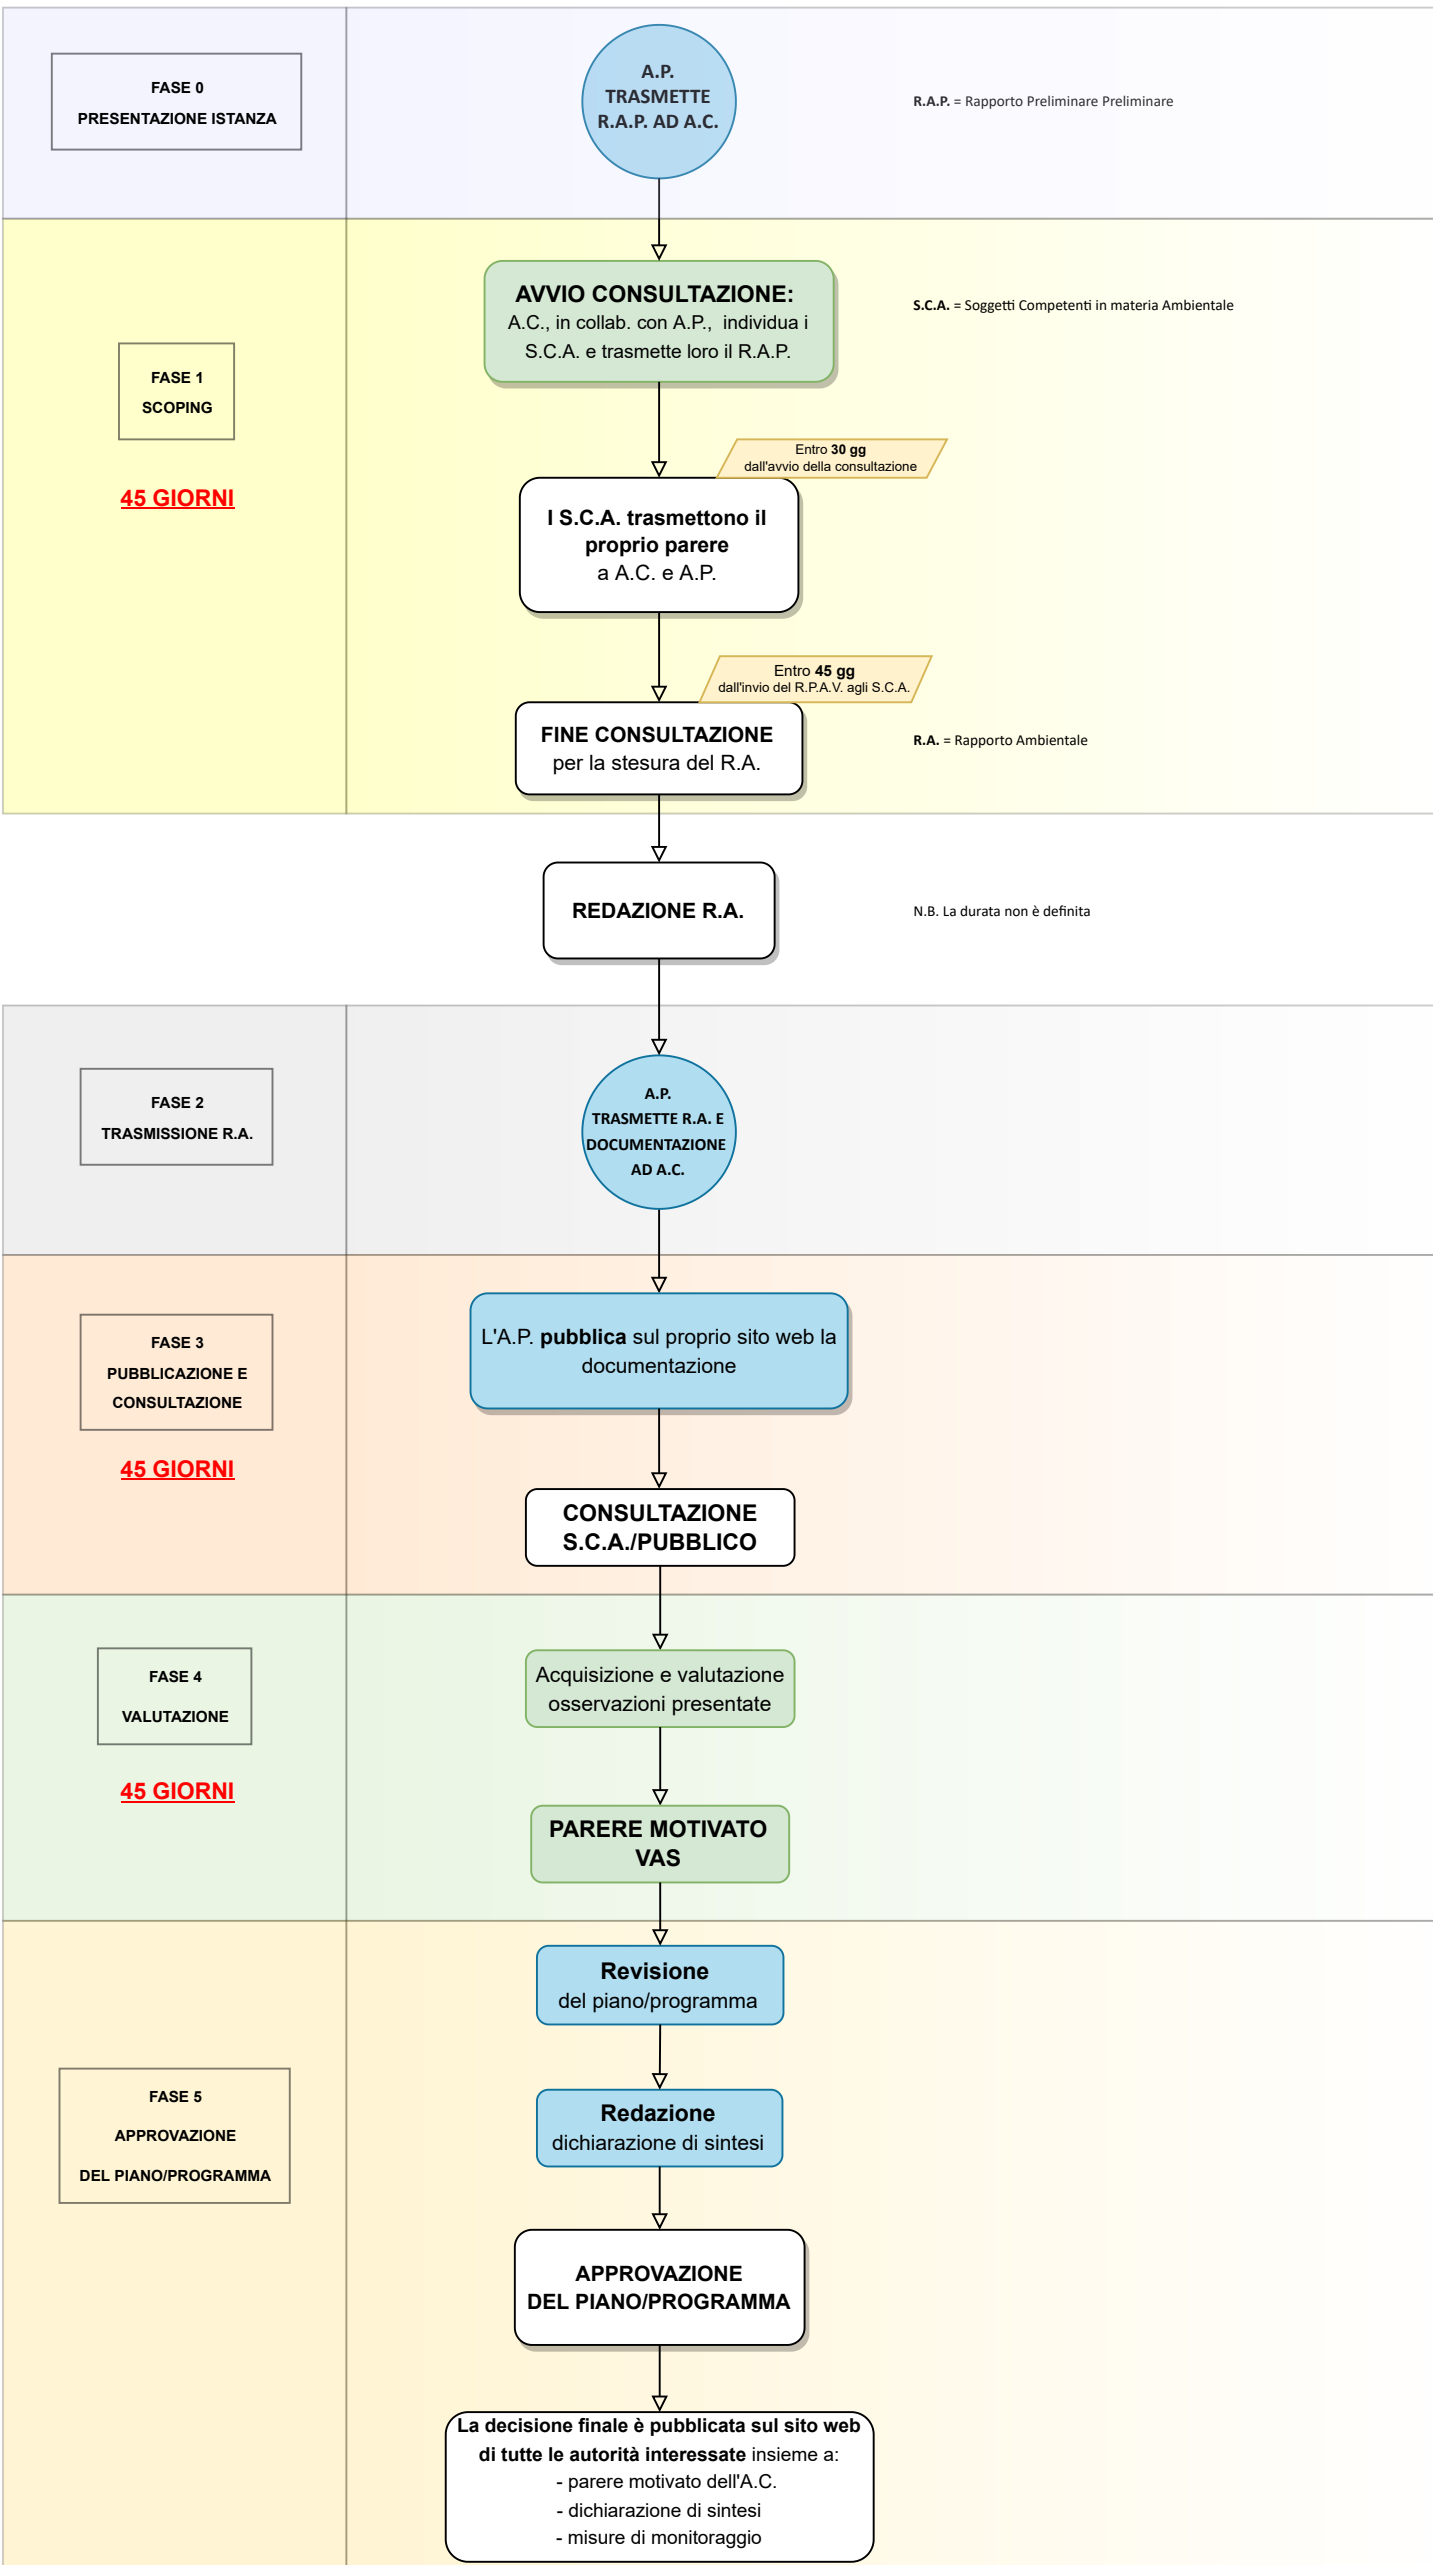 FASE 0
PRESENTAZIONE ISTANZA
A.P.
TRASMETTE
R.A.P. AD A.C.
R.A.P. = Rapporto Preliminare Preliminare
AVVIO CONSULTAZIONE:
A.C., in collab. con A.P., individua i
S.C.A. e trasmette loro il R.A.P.
S.C.A. = Soggetti Competenti in materia Ambientale
FASE 1
SCOPING
45 GIORNI
Entro 30 gg
dall'avvio della consultazione
I S.C.A. trasmettono il
proprio parere
a A.C. e A.P.
Entro 45 gg
dall'invio del R.P.A.V. agli S.C.A.
FINE CONSULTAZIONE
per la stesura del R.A.
R.A. = Rapporto Ambientale
REDAZIONE R.A.
N.B. La durata non è definita
FASE 2
TRASMISSIONE R.A.
A.P.
TRASMETTE R.A. E
DOCUMENTAZIONE
AD A.C.
FASE 3
PUBBLICAZIONE E
CONSULTAZIONE
45 GIORNI
L'A.P. pubblica sul proprio sito web la
documentazione
CONSULTAZIONE
S.C.A./PUBBLICO
FASE 4
VALUTAZIONE
45 GIORNI
Acquisizione e valutazione
osservazioni presentate
PARERE MOTIVATO
VAS
Revisione
del piano/programma
FASE 5
APPROVAZIONE
DEL PIANO/PROGRAMMA
Redazione
dichiarazione di sintesi
APPROVAZIONE
DEL PIANO/PROGRAMMA
La decisione finale è pubblicata sul sito web
di tutte le autorità interessate insieme a:
- parere motivato dell'A.C.
- dichiarazione di sintesi
- misure di monitoraggio